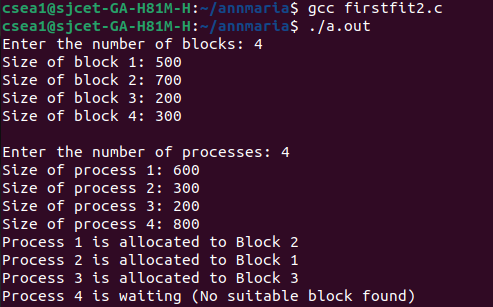 csea1@sjcet-GA-H81M-H:~/annmaria$ gcc firstfit2.c
csea1@sjcet-GA-H81M-H:~/annmaria$ ./a.out
Enter the number of blocks: 4
Size of block 1: 500
Size of block 2: 700
Size of block 3: 200
Size of block 4: 300
Enter the number of processes: 4
Size of process 1: 600
Size of process 2: 300
Size of process 3: 200
Size of process 4: 800
Process 1 is allocated to Block 2
Process 2 is allocated to Block 1
Process 3 is allocated to Block 3
Process 4 is waiting (No suitable block found)